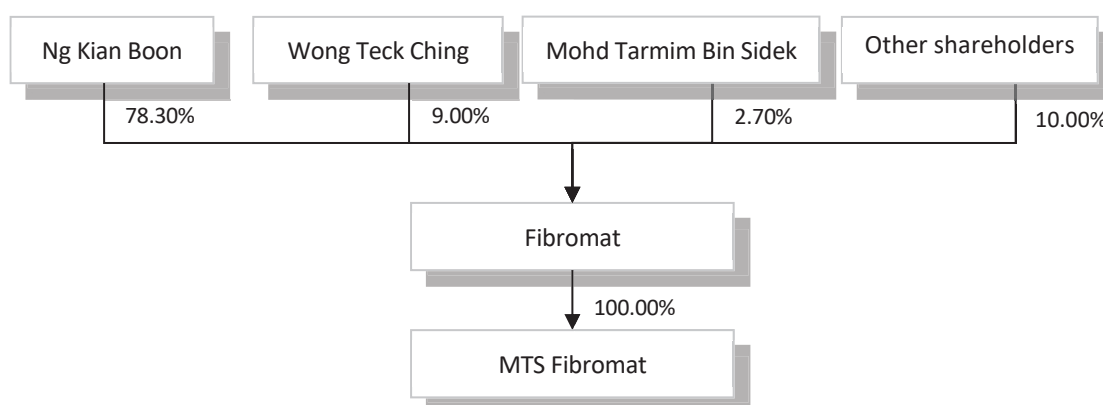 Ng Kian Boon
Wong Teck Ching
Mohd Tarmim Bin Sidek
Other shareholders
78.30%
9.00%
2.70%
10.00%
Fibromat
100.00%
MTS Fibromat